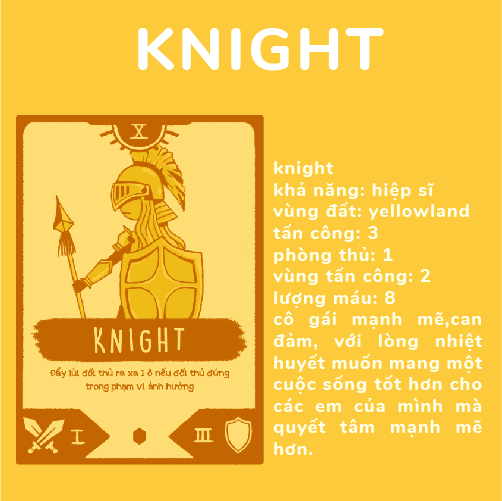 KNIGHT
X
KNIGHT
Đẩy lùi đối thủ ra xa 1 ô nếu đối thủ đứng
trong phạm vi ảnh hưởng
I
III
knight
khả năng: hiệp sĩ
vùng đất: yellowland
tấn công: 3
phòng thủ: 1
vùng tấn công: 2
lượng máu: 8
cô gái mạnh mẽ,can
đảm, với lòng nhiệt
huyết muốn mang một
cuộc sống tốt hơn cho
các em của mình mà
quyết tâm mạnh mẽ
hơn.